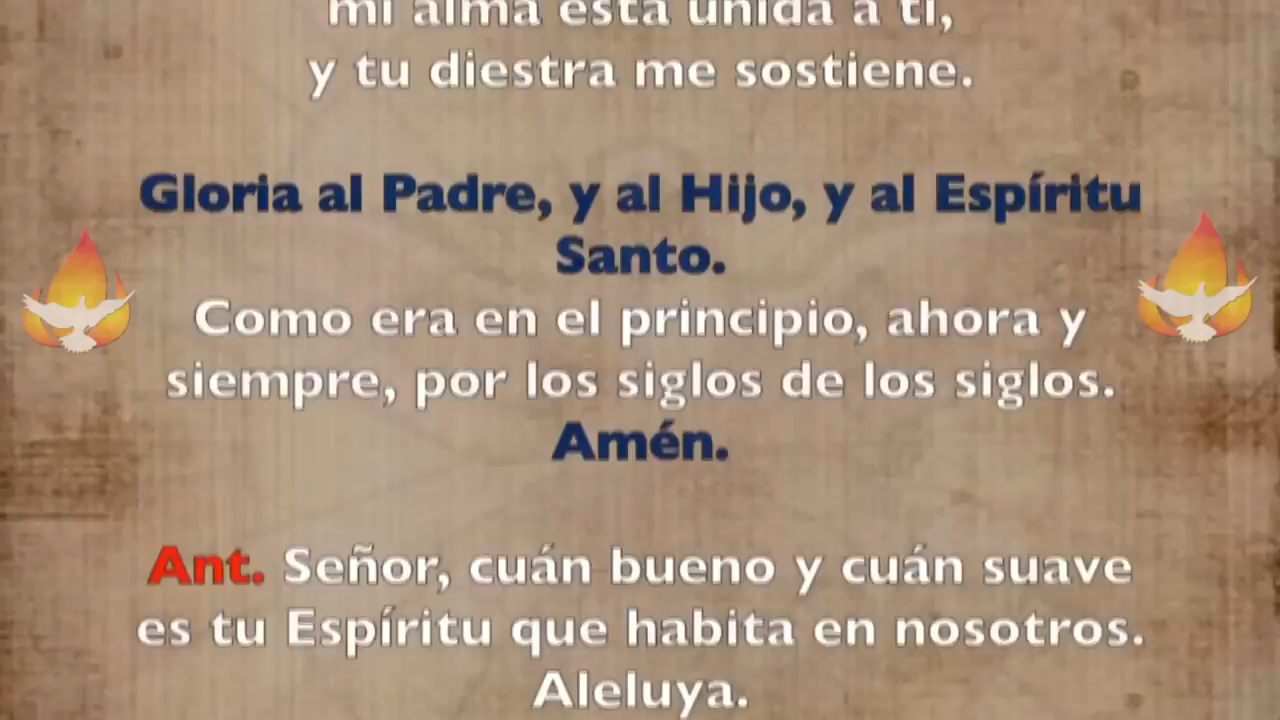 mi alma está unida a ti,
y tu diestra me sostiene.
Gloria al Padre, y al Hijo, y al Espíritu
Santo.
Como era en el principio, ahora y
siempre, por los siglos de los siglos.
Amén.
Ant. Señor, cuán bueno y cuán suave
es tu Espíritu que habita en nosotros.
Aleluya.